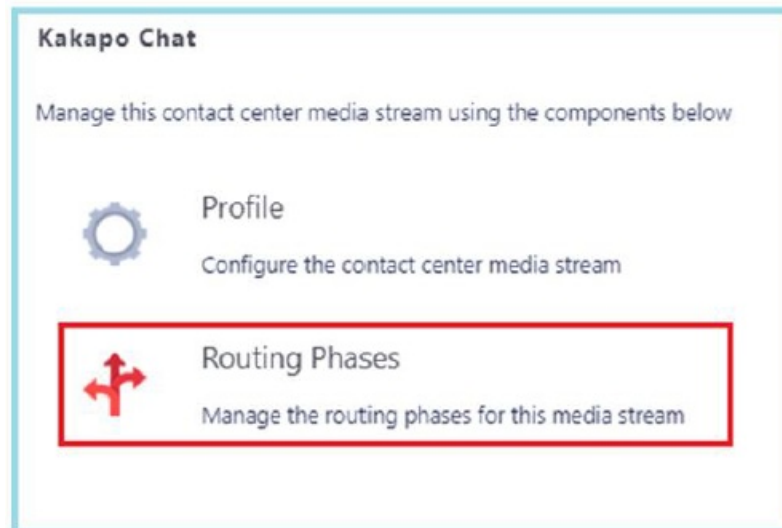 Kakapo Chat
Manage this contact center media stream using the components below
Profile
Configure the contact center media stream
Routing Phases
Manage the routing phases for this media stream